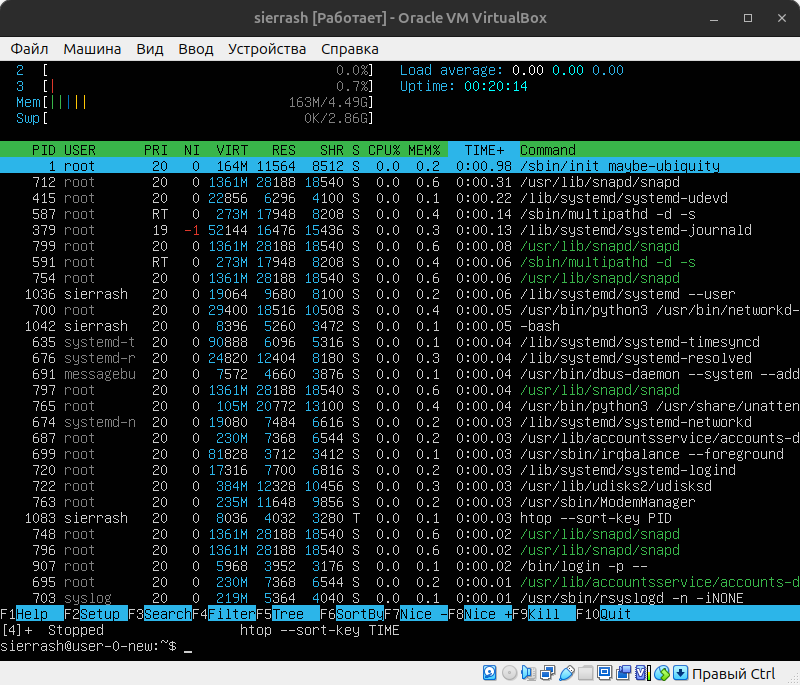 sierrash [Работает] - Oracle VM VirtualBox
Файл Машина Вид Ввод Устройства Справка
2 [ 0.0%] Load average: 0.00 0.00 0.00
3 [| 0.7%] Uptime: 00:20:14
Mem[||||| 163M/4.49G]
Swp[ 0K/2.86G]
PID USER PRI NI VIRT RES SHR S CPU% MEM% TIME+ Command
1 root 20 0 164M 11564 8512 S 0.0 0.2 0:00.98 /sbin/init maybe-ubiquity
712 root 20 0 1361M 28188 18540 S 0.0 0.6 0:00.31 /usr/lib/snapd/snapd
415 root 20 0 22856 6296 4100 S 0.0 0.1 0:00.22 /lib/systemd/systemd-udevd
587 root RT 0 273M 17948 8208 S 0.0 0.4 0:00.14 /sbin/multipathd -d -s
379 root 19 -1 52144 16476 15436 S 0.0 0.3 0:00.13 /lib/systemd/systemd-journald
799 root 20 0 1361M 28188 18540 S 0.0 0.6 0:00.08 /usr/lib/snapd/snapd
591 root RT 0 273M 17948 8208 S 0.0 0.4 0:00.06 /sbin/multipathd -d -s
754 root 20 0 1361M 28188 18540 S 0.0 0.6 0:00.06 /usr/lib/snapd/snapd
1036 sierrash 20 0 19064 9680 8100 S 0.0 0.2 0:00.06 /lib/systemd/systemd --user
700 root 20 0 29400 18516 10508 S 0.0 0.4 0:00.05 /usr/bin/python3 /usr/bin/networkd-
1042 sierrash 20 0 8396 5260 3472 S 0.0 0.1 0:00.05 -bash
635 systemd-t 20 0 90888 6096 5316 S 0.0 0.1 0:00.04 /lib/systemd/systemd-timesyncd
676 systemd-r 20 0 24820 12404 8180 S 0.0 0.3 0:00.04 /lib/systemd/systemd-resolved
691 messagebu 20 0 7572 4660 3876 S 0.0 0.1 0:00.04 /usr/bin/dbus-daemon --system --add
797 root 20 0 1361M 28188 18540 S 0.0 0.6 0:00.04 /usr/lib/snapd/snapd
765 root 20 0 105M 20772 13100 S 0.0 0.4 0:00.04 /usr/bin/python3 /usr/share/unatten
674 systemd-n 20 0 19080 7484 6616 S 0.0 0.2 0:00.04 /lib/systemd/systemd-networkd
687 root 20 0 230M 7368 6544 S 0.0 0.2 0:00.03 /usr/lib/accountsservice/accounts-d
699 root 20 0 81828 3712 3412 S 0.0 0.1 0:00.03 /usr/sbin/irqbalance --foreground
720 root 20 0 17316 7700 6816 S 0.0 0.2 0:00.03 /lib/systemd/systemd-logind
722 root 20 0 384M 12328 10456 S 0.0 0.3 0:00.03 /usr/lib/udisks2/udisksd
763 root 20 0 235M 11648 9856 S 0.0 0.2 0:00.03 /usr/sbin/ModemManager
1083 sierrash 20 0 8036 4032 3280 T 0.0 0.1 0:00.03 htop --sort-key PID
748 root 20 0 1361M 28188 18540 S 0.0 0.6 0:00.02 /usr/lib/snapd/snapd
796 root 20 0 1361M 28188 18540 S 0.0 0.6 0:00.02 /usr/lib/snapd/snapd
907 root 20 0 5968 3952 3176 S 0.0 0.1 0:00.02 /bin/login -p --
695 root 20 0 230M 7368 6544 S 0.0 0.2 0:00.01 /usr/lib/accountsservice/accounts-d
703 syslog 20 0 219M 5364 4040 S 0.0 0.1 0:00.01 /usr/sbin/rsyslogd -n -iNONE
F1Help F2Setup F3SearchF4FilterF5Tree F6SortByF7Nice -F8Nice +F9Kill F10Quit
[4]+ Stopped htop --sort-key TIME
sierrash@user-0-new:~$ _
Правый Ctrl